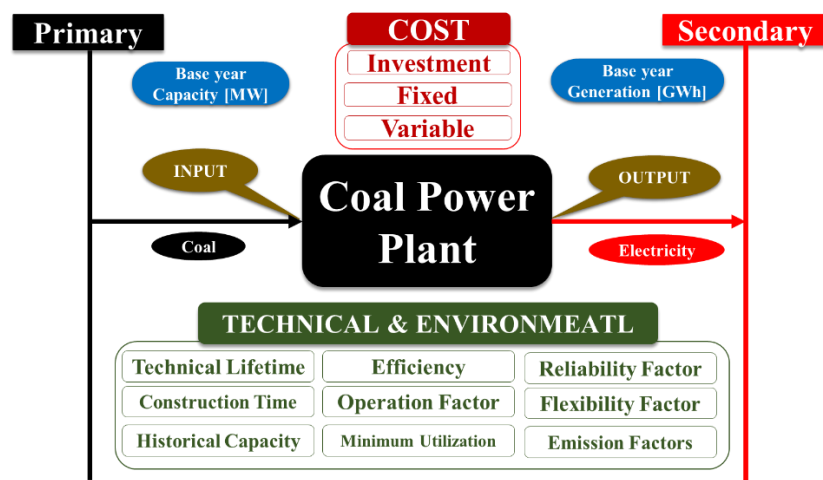 Primary
COST
Secondary
Investment
Fixed
Variable
Base year
Capacity [MW]
Base year
Generation [GWh]
INPUT
OUTPUT
Coal Power
Plant
Coal
Electricity
TECHNICAL & ENVIRONMEATL
Technical Lifetime
Efficiency
Reliability Factor
Construction Time
Operation Factor
Flexibility Factor
Historical Capacity
Minimum Utilization
Emission Factors